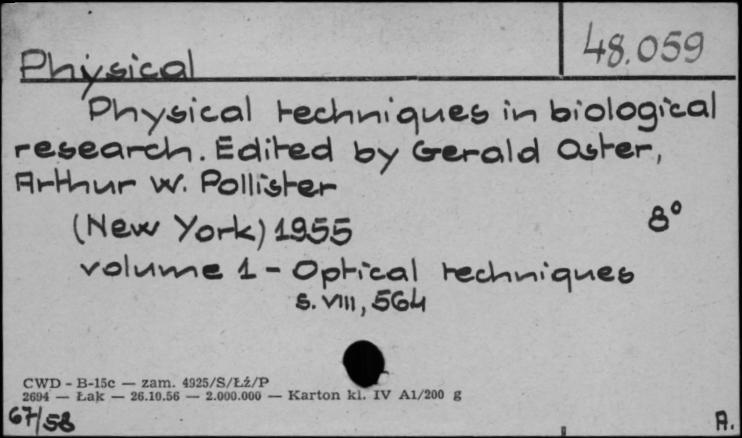 48.059
Physical
Physical techniques in biological
research. Edited by Gerald Oster,
Arthur W. Pollister
(New York) 1955 8°
volume 1 - Optical techniques
s. VIII, 564
CWD - B-15c — zam. 4925/S/Łź/P
2694 — Łąk — 26.10.56 — 2.000.000 — Karton kl. IV A1/200 g
67/58 A.